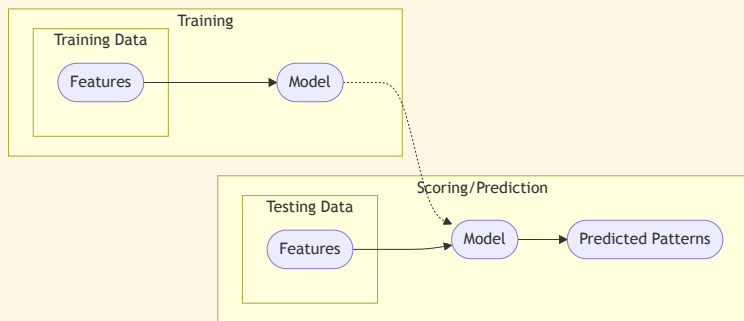 Training
Training Data
Features
Model
Scoring/Prediction
Testing Data
Features
Model
Predicted Patterns